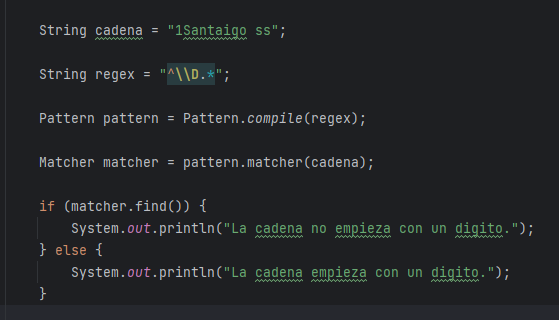 String cadena = "1Santaigo ss";
String regex = "^\\D.*";
Pattern pattern = Pattern.compile(regex);
Matcher matcher = pattern.matcher(cadena);
if (matcher.find()) {
System.out.println("La cadena no empieza con un digito.");
} else {
System.out.println("La cadena empieza con un digito.");
}